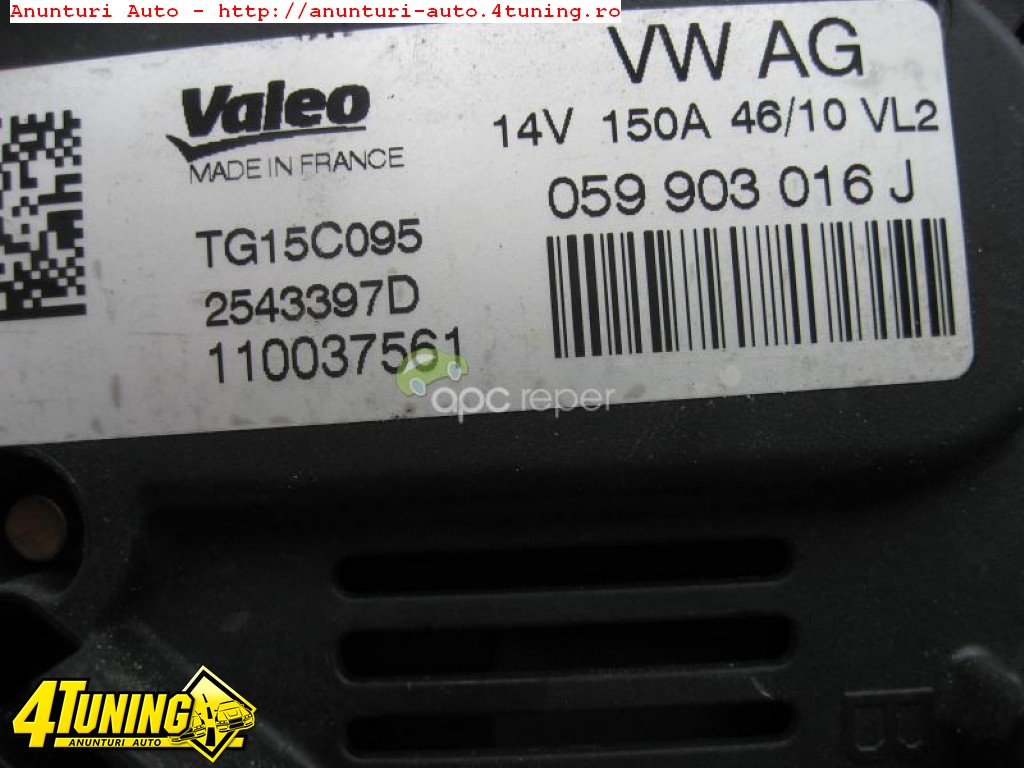 Anunturi Auto - http://anunturi-auto.4tuning.ro
VW AG
Valeo
MADE IN FRANCE
14V 150A 46/10 VL2
059 903 016 J
TG15C095
2543397D
110037561
apc reper
4TUNING
ANUNTURI AUTO